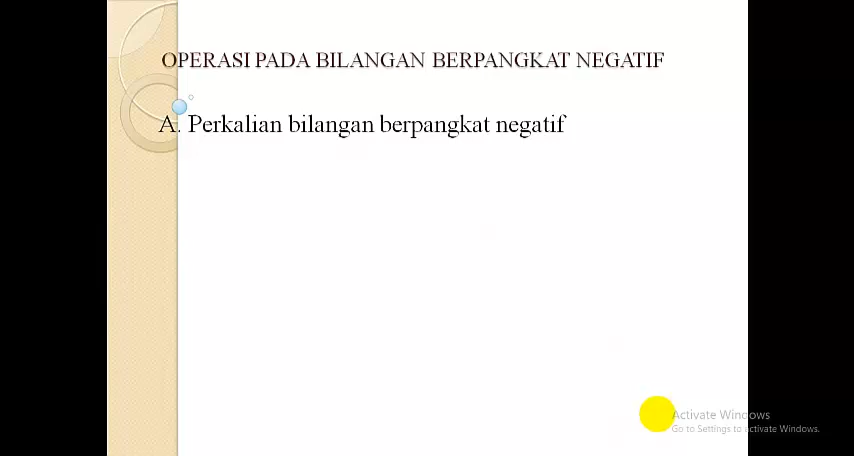 OPERASI PADA BILANGAN BERPANGKAT NEGATIF
A. Perkalian bilangan berpangkat negatif
Activate Windows
Go to Settings to activate Windows.